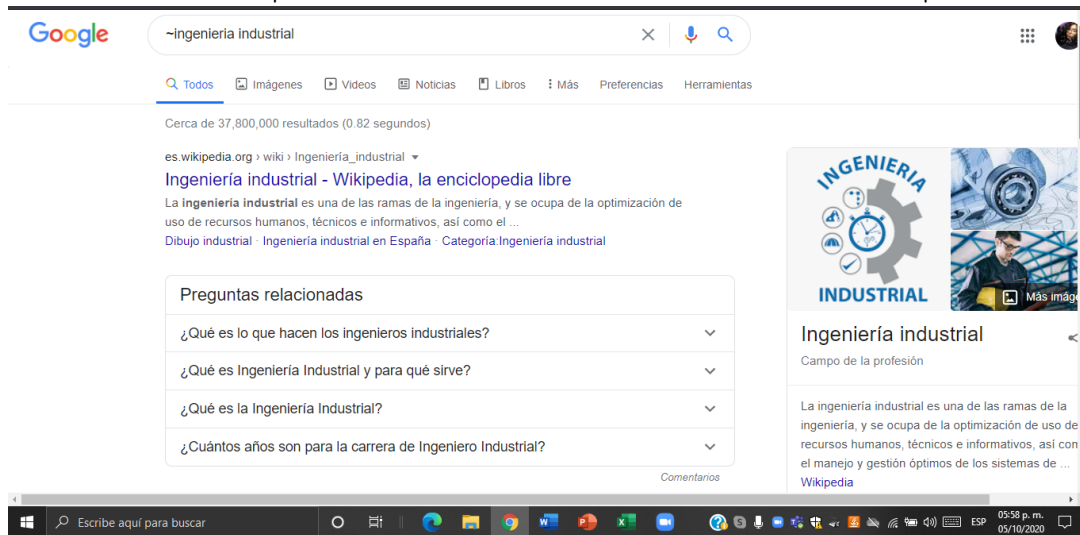 Google
~ingenieria industrial
Todos Imágenes Videos Noticias Libros Más Preferencias Herramientas
Cerca de 37,800,000 resultados (0.82 segundos)
es.wikipedia.org › wiki › Ingeniería_industrial
Ingeniería industrial - Wikipedia, la enciclopedia libre
La ingeniería industrial es una de las ramas de la ingeniería, y se ocupa de la optimización de
uso de recursos humanos, técnicos e informativos, así como el ...
Dibujo industrial · Ingeniería industrial en España · Categoría:Ingeniería industrial
Preguntas relacionadas
¿Qué es lo que hacen los ingenieros industriales?
¿Qué es Ingeniería Industrial y para qué sirve?
¿Qué es la Ingeniería Industrial?
¿Cuántos años son para la carrera de Ingeniero Industrial?
Comentarios
INGENIERIA
INDUSTRIAL
Más imáge
Ingeniería industrial
Campo de la profesión
La ingeniería industrial es una de las ramas de la
ingeniería, y se ocupa de la optimización de uso de
recursos humanos, técnicos e informativos, así com
el manejo y gestión óptimos de los sistemas de ...
Wikipedia
Escribe aquí para buscar
ESP
05:58 p. m.
05/10/2020